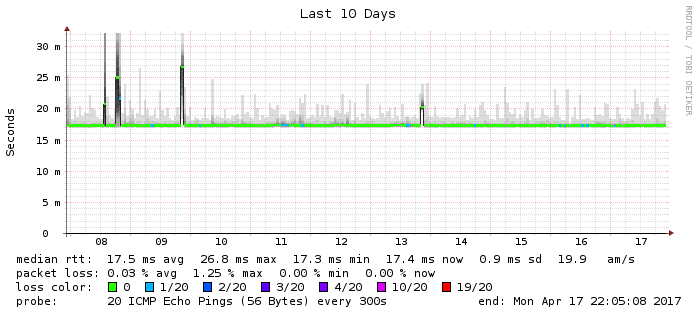 Last 10 Days
RRDTOOL / TOBI OETIKER
Seconds
30 m
25 m
20 m
15 m
10 m
5 m
0
08 09 10 11 12 13 14 15 16 17
median rtt: 17.5 ms avg 26.8 ms max 17.3 ms min 17.4 ms now 0.9 ms sd 19.9 am/s
packet loss: 0.03 % avg 1.25 % max 0.00 % min 0.00 % now
loss color: 0 1/20 2/20 3/20 4/20 10/20 19/20
probe: 20 ICMP Echo Pings (56 Bytes) every 300s end: Mon Apr 17 22:05:08 2017